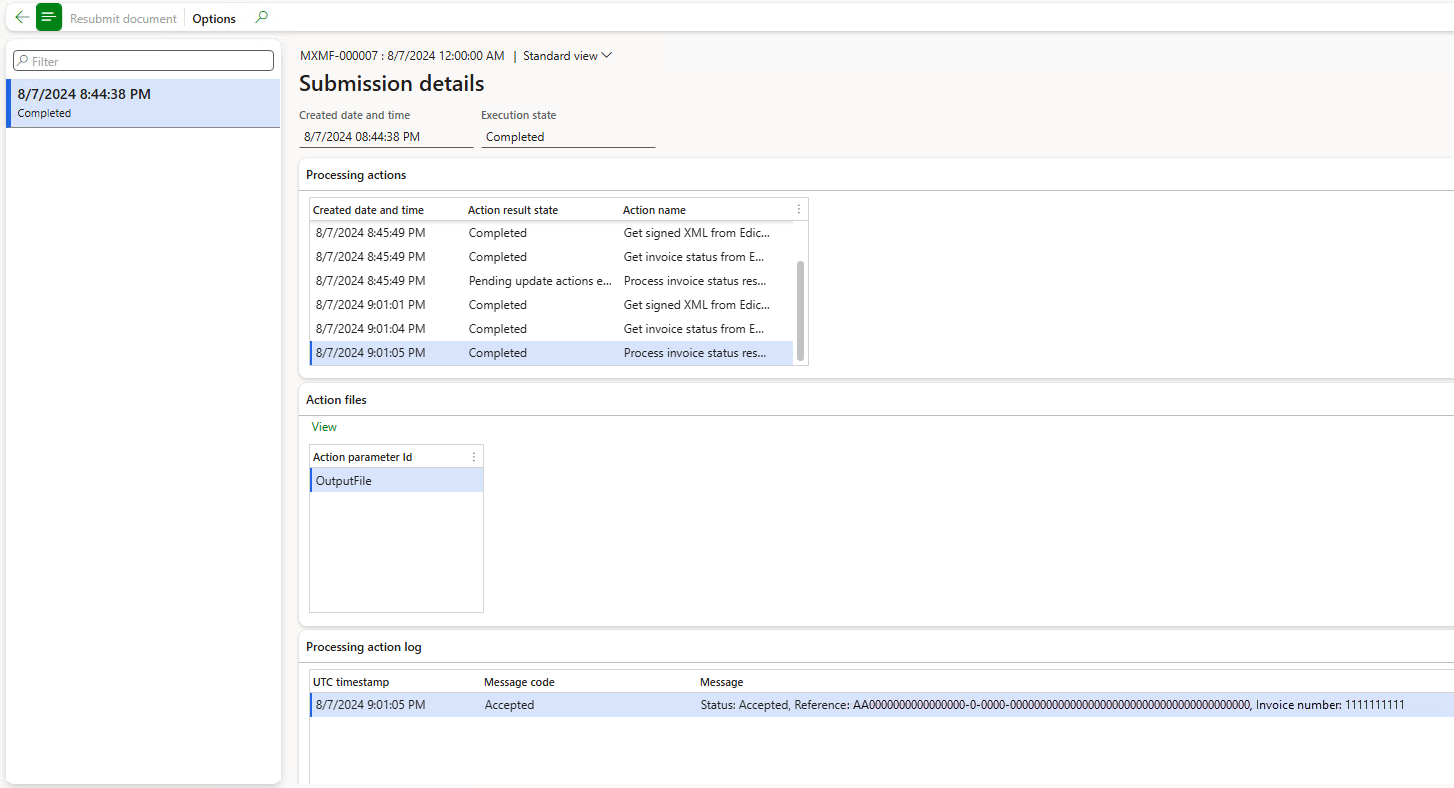 Resubmit document Options
Filter
8/7/2024 8:44:38 PM
Completed
MXMF-000007 : 8/7/2024 12:00:00 AM | Standard view
Submission details
Created date and time Execution state
8/7/2024 08:44:38 PM Completed
Processing actions
Created date and time Action result state Action name
8/7/2024 8:45:49 PM Completed Get signed XML from Edic...
8/7/2024 8:45:49 PM Completed Get invoice status from E...
8/7/2024 8:45:49 PM Pending update actions e... Process invoice status res...
8/7/2024 9:01:01 PM Completed Get signed XML from Edic...
8/7/2024 9:01:04 PM Completed Get invoice status from E...
8/7/2024 9:01:05 PM Completed Process invoice status res...
Action files
View
Action parameter Id
OutputFile
Processing action log
UTC timestamp Message code Message
8/7/2024 9:01:05 PM Accepted Status: Accepted, Reference: Invoice number: 1111111111